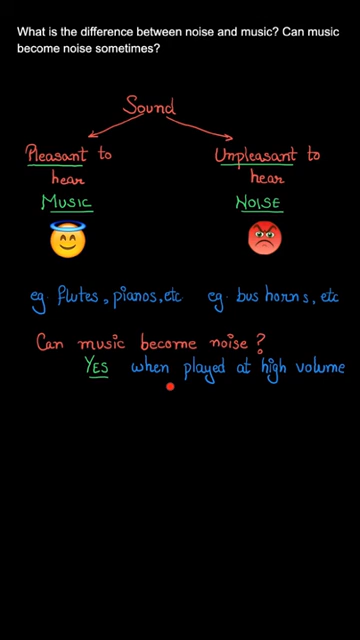 What is the difference between noise and music? Can music
become noise sometimes?
Sound
Pleasant to
hear
MUSIC
Unpleasant to
hear
NOISE
eg. flutes, pianos, etc
eg. bus horns, etc
Can music become noise?
YES when played at high volume